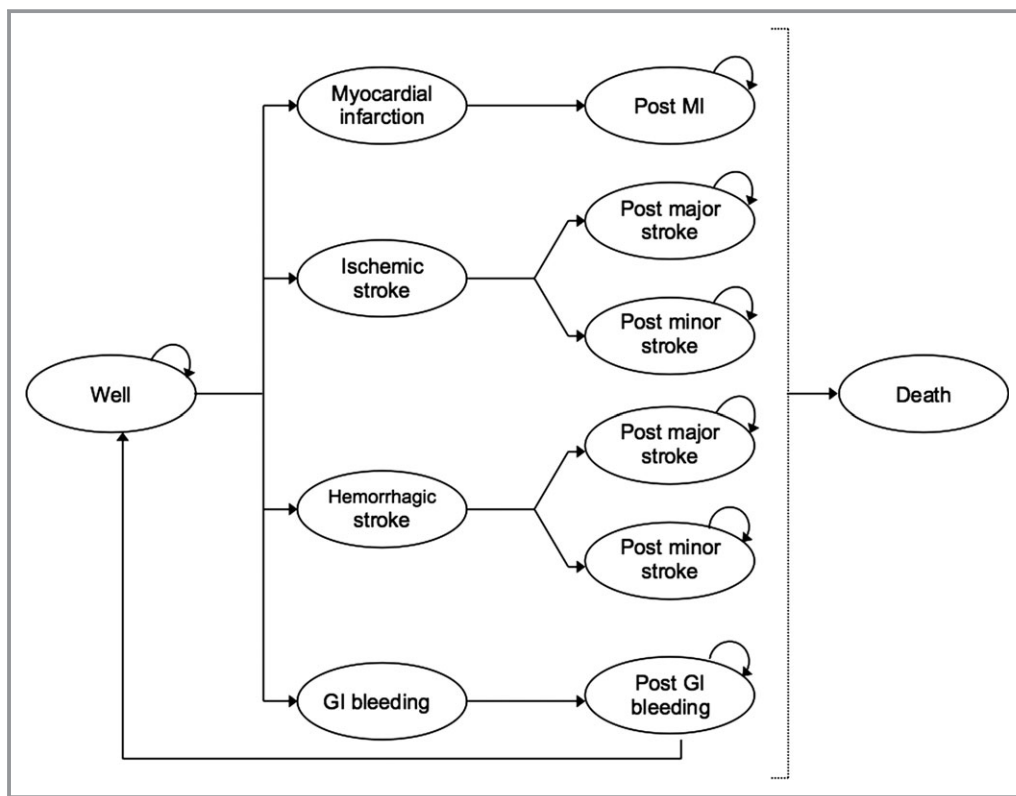 Myocardial
infarction
Post MI
Post major
stroke
Ischemic
stroke
Post minor
stroke
Well
Death
Post major
stroke
Hemorrhagic
stroke
Post minor
stroke
GI bleeding
Post GI
bleeding